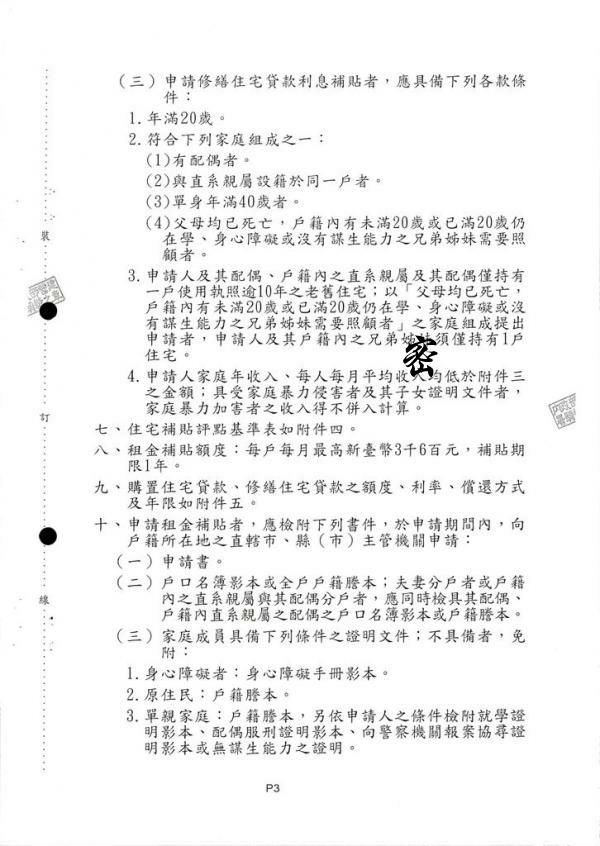 （三）申請修繕住宅貸款利息補貼者，應具備下列各款條
件：
1.年滿20歲。
2.符合下列家庭組成之一：
(1)有配偶者。
(2)與直系親屬設籍於同一戶者。
(3)單身年滿40歲者。
(4)父母均已死亡，戶籍內有未滿20歲或已滿20歲仍
在學、身心障礙或沒有謀生能力之兄弟姊妹需要照
顧者。
3.申請人及其配偶、戶籍內之直系親屬及其配偶僅持有
一戶使用執照逾10年之老舊住宅；以「父母均已死亡，
戶籍內有未滿20歲或已滿20歲仍在學、身心障礙或沒
有謀生能力之兄弟姊妹需要照顧者」之家庭組成提出
申請者，申請人及其戶籍內之兄弟姊妹須僅持有1戶
住宅。
密
4.申請人家庭年收入、每人每月平均收入均低於附件三
之金額；具受家庭暴力侵害者及其子女證明文件者，
家庭暴力加害者之收入得不併入計算。
七、住宅補貼評點基準表如附件四。
八、租金補貼額度：每戶每月最高新臺幣3千6百元，補貼期
限1年。
九、購置住宅貸款、修繕住宅貸款之額度、利率、償還方式
及年限如附件五。
十、申請租金補貼者，應檢附下列書件，於申請期間內，向
戶籍所在地之直轄市、縣（市）主管機關申請：
（一）申請書。
（二）戶口名簿影本或全戶戶籍謄本；夫妻分戶者或戶籍
內之直系親屬與其配偶分戶者，應同時檢具其配偶、
戶籍內直系親屬之配偶之戶口名簿影本或戶籍謄本。
（三）家庭成員具備下列條件之證明文件；不具備者，免
附：
1.身心障礙者：身心障礙手冊影本。
2.原住民：戶籍謄本。
3.單親家庭：戶籍謄本，另依申請人之條件檢附就學證
明影本、配偶服刑證明影本、向警察機關報案協尋證
明影本或無謀生能力之證明。
裝
訂
線
P3